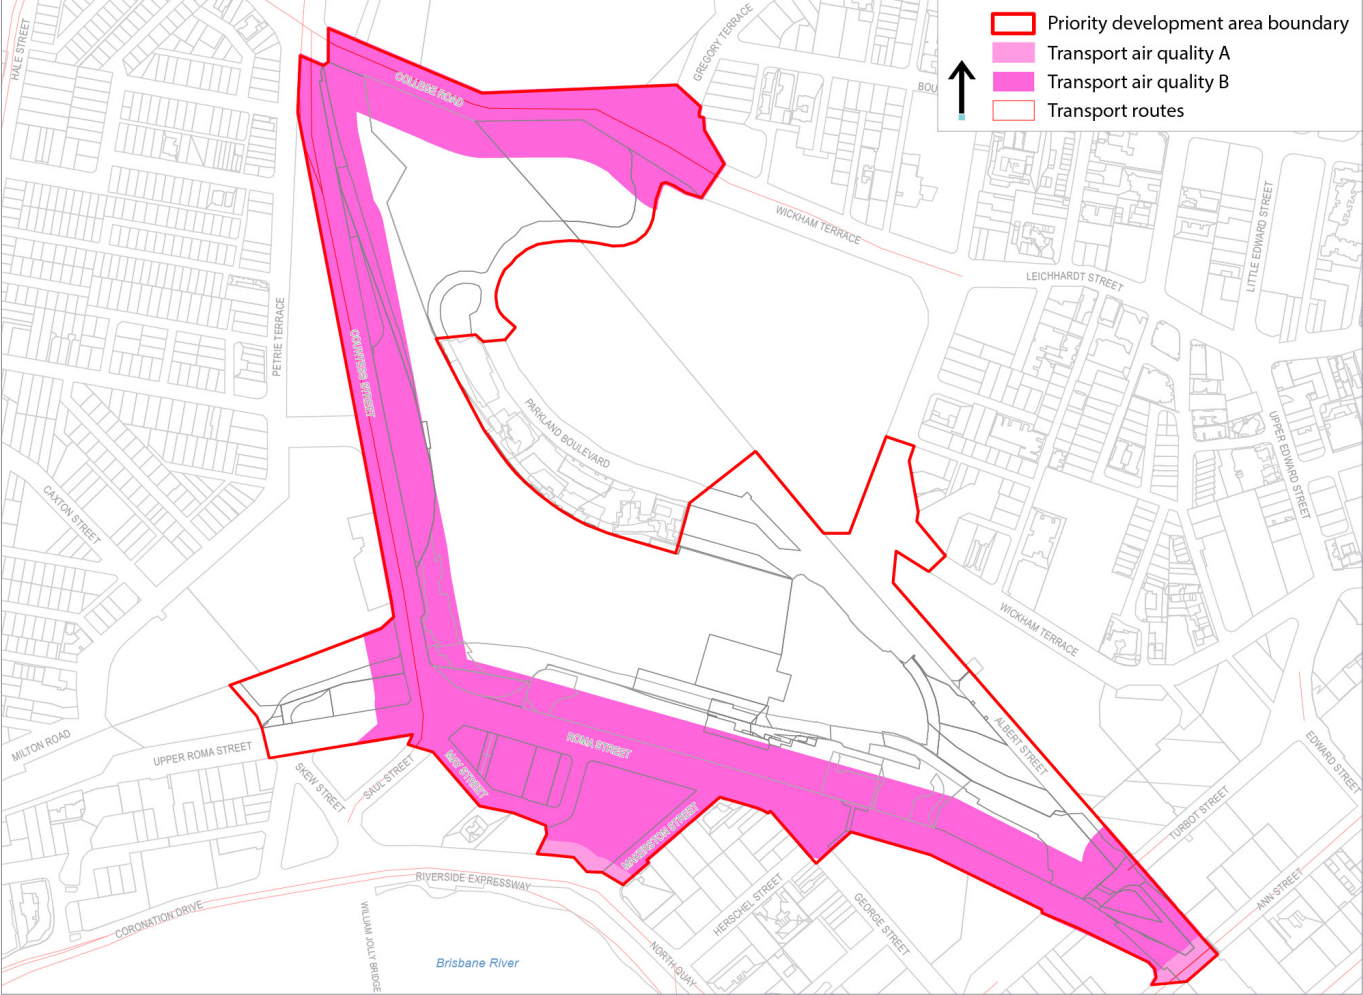 Priority development area boundary
Transport air quality A
Transport air quality B
Transport routes
HALE STREET
GREGORY TERRACE
BOU
COLLEGE ROAD
WICKHAM TERRACE
LITTLE EDWARD STREET
LEICHHARDT STREET
PETRIE TERRACE
COUNTESS STREET
PARKLAND BOULEVARD
UPPER EDWARD STREET
CAXTON STREET
WICKHAM TERRACE
MILTON ROAD
UPPER ROMA STREET
ROMA STREET
ALBERT STREET
EDWARD STREET
SKEW STREET
SAUL STREET
MAY STREET
MAKERSTON STREET
TURBOT STREET
RIVERSIDE EXPRESSWAY
HERSCHEL STREET
GEORGE STREET
ANN STREET
CORONATION DRIVE
WILLIAM JOLLY BRIDGE
NORTH QUAY
Brisbane River